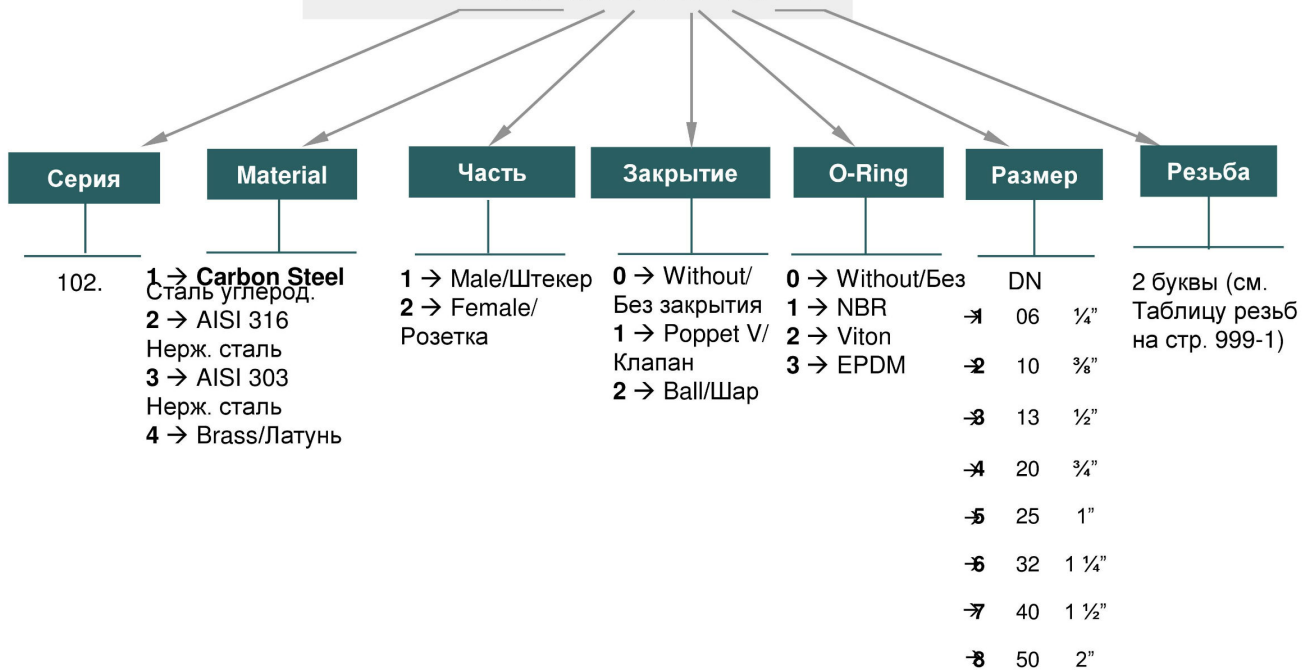 Серия
Material
Часть
Закрытие
O-Ring
Размер
Резьба
102.
1 → Carbon Steel
Сталь углерод.
2 → AISI 316
Нерж. сталь
3 → AISI 303
Нерж. сталь
4 → Brass/Латунь
1 → Male/Штекер
2 → Female/
Розетка
0 → Without/
Без закрытия
1 → Poppet V/
Клапан
2 → Ball/Шар
0 → Without/Без
1 → NBR
2 → Viton
3 → EPDM
DN
→1 06 ¼”
→2 10 ⅜”
→3 13 ½”
→4 20 ¾”
→5 25 1”
→6 32 1 ¼”
→7 40 1 ½”
→8 50 2”
2 буквы (см.
Таблицу резьб
на стр. 999-1)